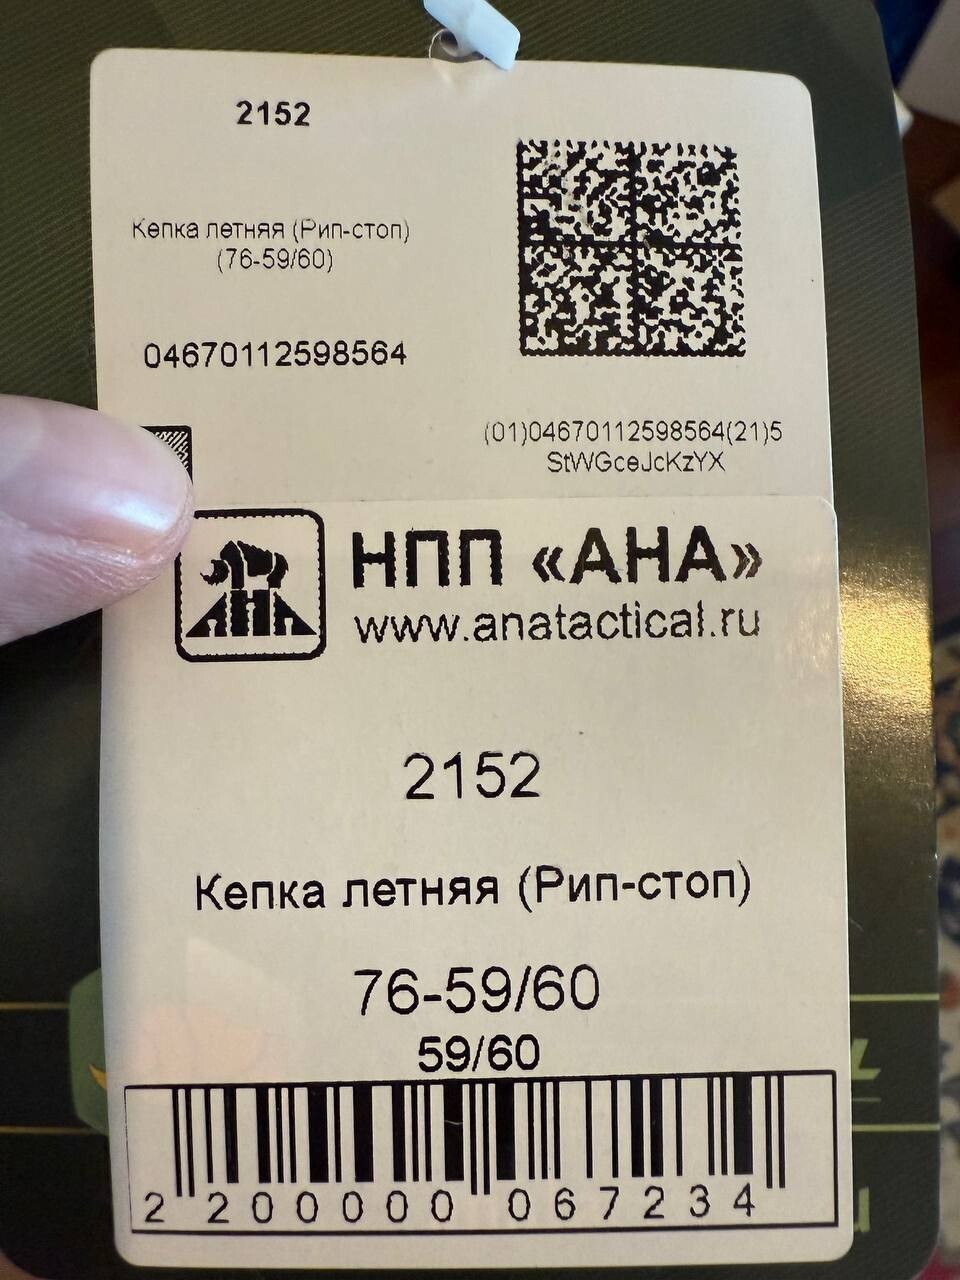 2152
Кепка летняя (Рип-стоп)
(76-59/60)
04670112598564
(01)04670112598564(21)5
StWGceJcKzYX
НПП «АНА»
www.anatactical.ru
АНА
2152
Кепка летняя (Рип-стоп)
76-59/60
59/60
2 200000 067234